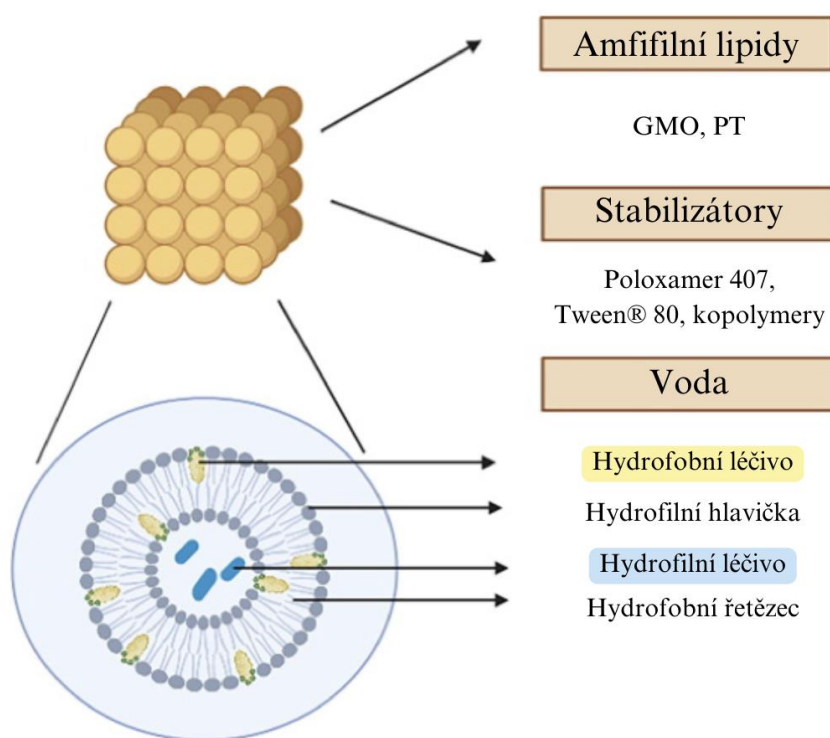 Amfifilní lipidy
GMO, PT
Stabilizátory
Poloxamer 407,
Tween® 80, kopolymery
Voda
Hydrofobní léčivo
Hydrofilní hlavička
Hydrofilní léčivo
Hydrofobní řetězec